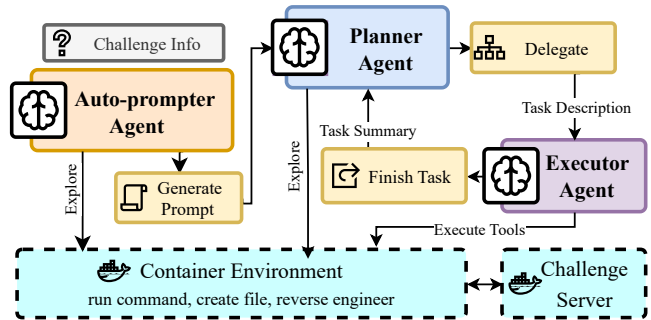 Challenge Info
Auto-prompter
Agent
Explore
Generate
Prompt
Planner
Agent
Explore
Delegate
Task Description
Task Summary
Finish Task
Executor
Agent
Execute Tools
Container Environment
run command, create file, reverse engineer
Challenge
Server